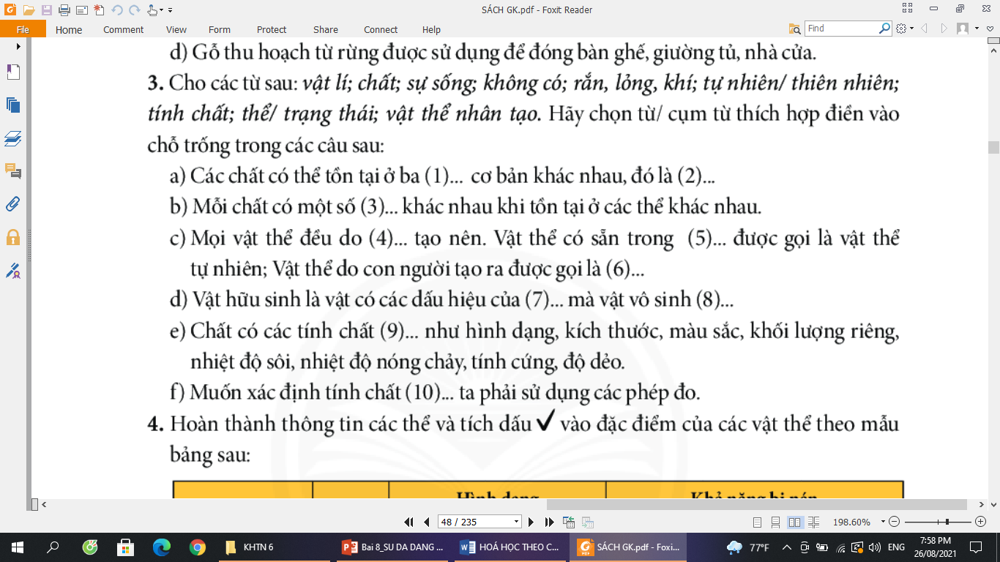 SÁCH GK.pdf - Foxit Reader
File Home Comment View Form Protect Share Connect Help
Find
d) Gỗ thu hoạch từ rừng được sử dụng để đóng bàn ghế, giường tủ, nhà cửa.
3. Cho các từ sau: vật lí; chất; sự sống; không có; rắn, lỏng, khí; tự nhiên/ thiên nhiên;
tính chất; thể/ trạng thái; vật thể nhân tạo. Hãy chọn từ/ cụm từ thích hợp điền vào
chỗ trống trong các câu sau:
a) Các chất có thể tồn tại ở ba (1)... cơ bản khác nhau, đó là (2)...
b) Mỗi chất có một số (3)... khác nhau khi tồn tại ở các thể khác nhau.
c) Mọi vật thể đều do (4)... tạo nên. Vật thể có sẵn trong (5)... được gọi là vật thể
tự nhiên; Vật thể do con người tạo ra được gọi là (6)...
d) Vật hữu sinh là vật có các dấu hiệu của (7)... mà vật vô sinh (8)...
e) Chất có các tính chất (9)... như hình dạng, kích thước, màu sắc, khối lượng riêng,
nhiệt độ sôi, nhiệt độ nóng chảy, tính cứng, độ dẻo.
f) Muốn xác định tính chất (10)... ta phải sử dụng các phép đo.
4. Hoàn thành thông tin các thể và tích dấu ✔ vào đặc điểm của các vật thể theo mẫu
bảng sau:
Hình dạng Khả năng bị nén
48 / 235
198.60%
KHTN 6
Bai 8_SU DA DANG ...
HOÁ HỌC THEO C...
SÁCH GK.pdf - Foxi...
77°F
ENG
7:58 PM
26/08/2021